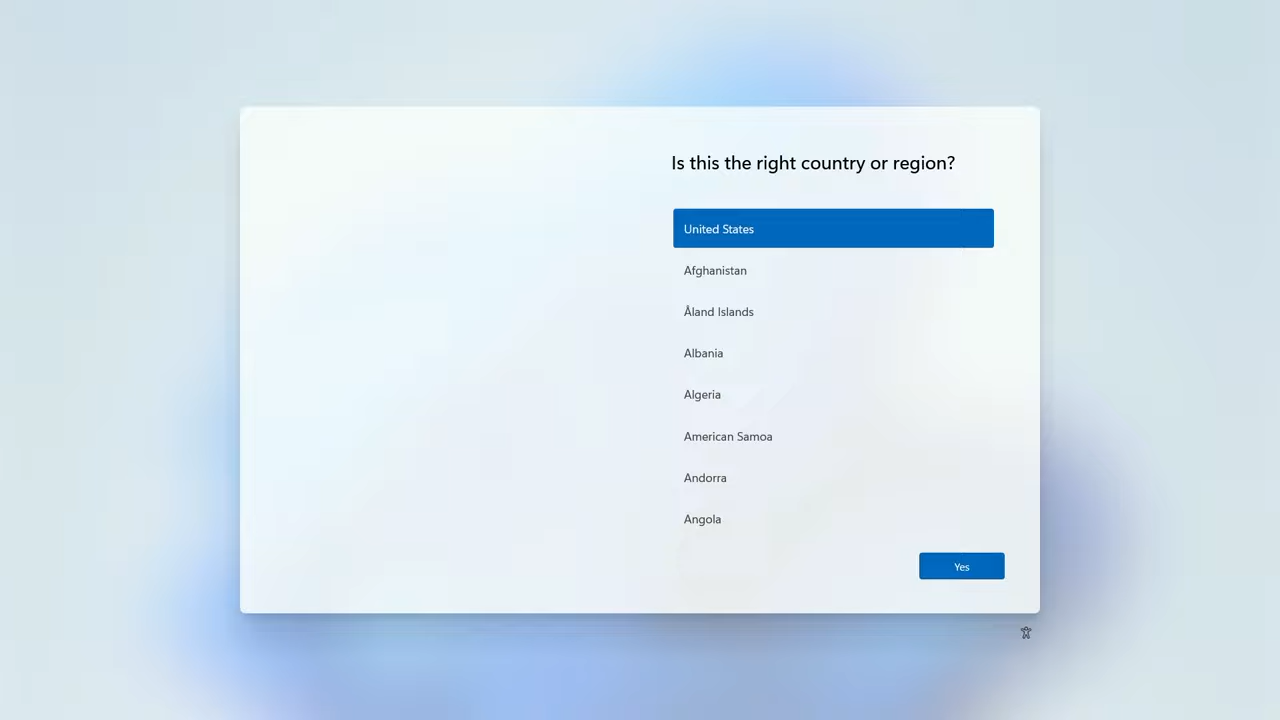 Is this the right country or region?
United States
Afghanistan
Åland Islands
Albania
Algeria
American Samoa
Andorra
Angola
Yes